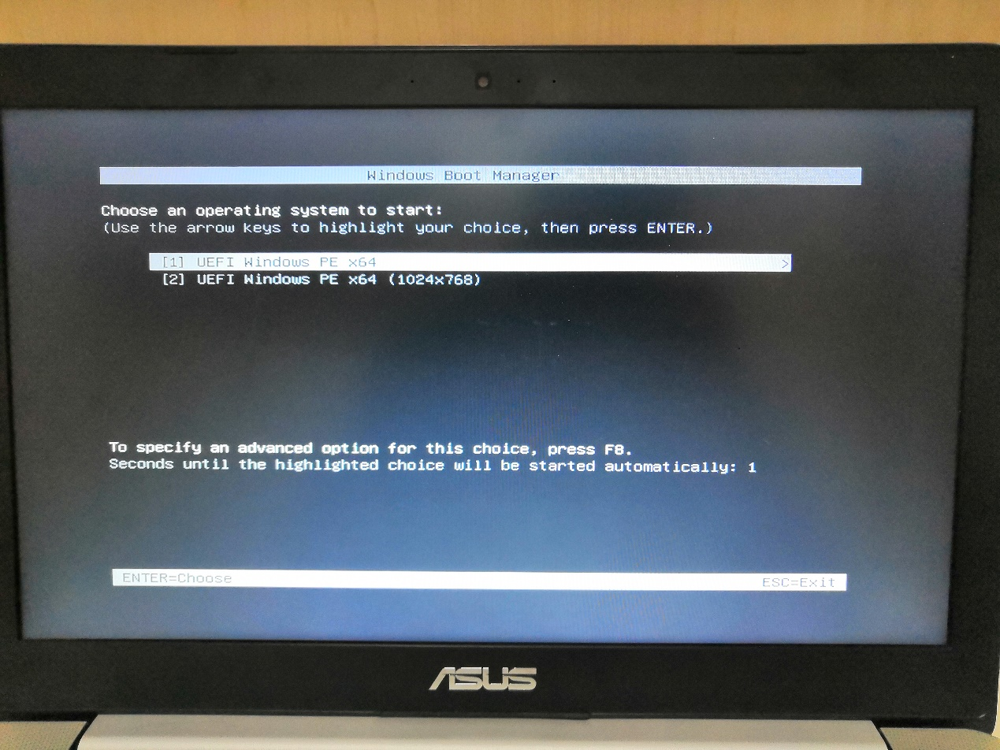 Windows Boot Manager
Choose an operating system to start:
(Use the arrow keys to highlight your choice, then press ENTER.)
[1] UEFI Windows PE x64 >
[2] UEFI Windows PE x64 (1024x768)
To specify an advanced option for this choice, press F8.
Seconds until the highlighted choice will be started automatically: 1
ENTER=Choose ESC=Exit
ASUS